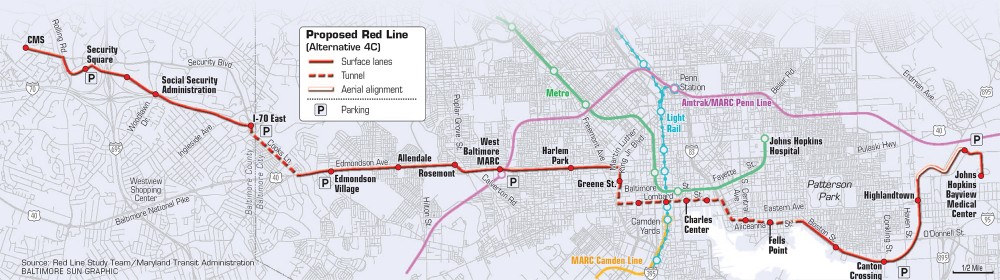 Proposed Red Line
(Alternative 4C)
Surface lanes
Tunnel
Aerial alignment
P Parking
CMS
Rolling Rd
Security
Square
P
Security Blvd
70
Social Security
Administration
Woodlawn
Dr.
Ingleside Ave
I-70 East
P
Cooks Ln
Baltimore County
Baltimore City
Westview
Shopping
Center
40
Baltimore National Pike
40
Edmondson Ave
Edmondson
Village
P
Allendale
Rosemont
Hilton St
Poplar Grove St
West
Baltimore
MARC
P
Calverton Rd
Harlem
Park
Metro
Fremont Ave
Martin Luther
King Jr. Blvd
Greene St.
Light
Rail
Penn
Station
Amtrak/MARC Penn Line
Belair Rd
Erdman Ave
895
40
Pulaski Hwy.
P
Johns Hopkins
Hospital
Fayette St
Baltimore St
Lombard St
Camden
Yards
Charles
Center
S. Central
Ave
Eastern Ave
Aliceanna St
Fells
Point
Patterson
Park
Boston St
Canton
Crossing
P
Highlandtown
Conkling St
Haven St
O'Donnell St.
Johns
Hopkins
Bayview
Medical
Center
895
895
MARC Camden Line
395
1/2 Mile
Source: Red Line Study Team/Maryland Transit Administration
BALTIMORE SUN GRAPHIC